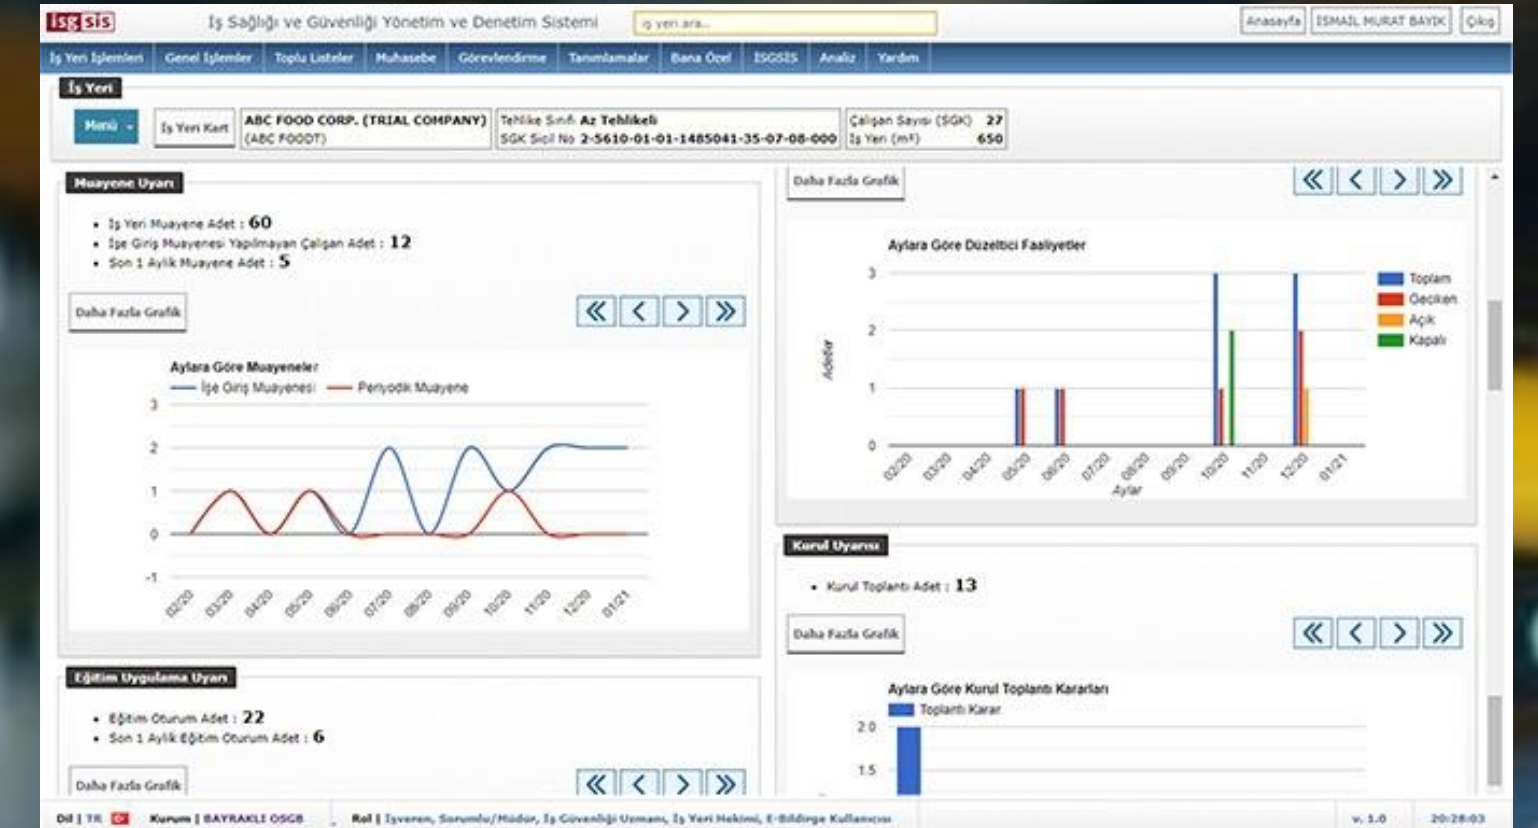 isg sis
İş Sağlığı ve Güvenliği Yönetim ve Denetim Sistemi
iş yeri ara...
Anasayfa
İSMAİL MURAT BAYIK
Çıkış
İş Yeri İşlemleri Genel İşlemler Toplu Listeler Muhasebe Görevlendirme Tanımlamalar Bana Özel İSGSİS Analiz Yardım
İş Yeri
Menü
İş Yeri Kart
ABC FOOD CORP. (TRIAL COMPANY)
(ABC FOODT)
Tehlike Sınıfı Az Tehlikeli
SGK Sicil No 2-5610-01-01-1485041-35-07-08-000
Çalışan Sayısı (SGK) 27
İş Yeri (m²) 650
Muayene Uyarı
İş Yeri Muayene Adet : 60
İşe Giriş Muayenesi Yapılmayan Çalışan Adet : 12
Son 1 Aylık Muayene Adet : 5
Daha Fazla Grafik
Aylara Göre Muayeneler
İşe Giriş Muayenesi Periyodik Muayene
3
2
1
0
-1
02/20 03/20 04/20 05/20 06/20 07/20 08/20 09/20 10/20 11/20 12/20 01/21
Eğitim Uygulama Uyarı
Eğitim Oturum Adet : 22
Son 1 Aylık Eğitim Oturum Adet : 6
Daha Fazla Grafik
Daha Fazla Grafik
Aylara Göre Düzeltici Faaliyetler
3
2
1
0
Adetler
02/20 03/20 04/20 05/20 06/20 07/20 08/20 09/20 10/20 11/20 12/20 01/21
Aylar
Toplam
Geciken
Açık
Kapalı
Kurul Uyarısı
Kurul Toplantı Adet : 13
Daha Fazla Grafik
Aylara Göre Kurul Toplantı Kararları
Toplantı Karar
2.0
1.5
Dil | TR Kurum | BAYRAKLI OSGB Rol | İşveren, Sorumlu/Müdür, İş Güvenliği Uzmanı, İş Yeri Hekimi, E-Bildirge Kullanıcısı v. 1.0 20:28:03